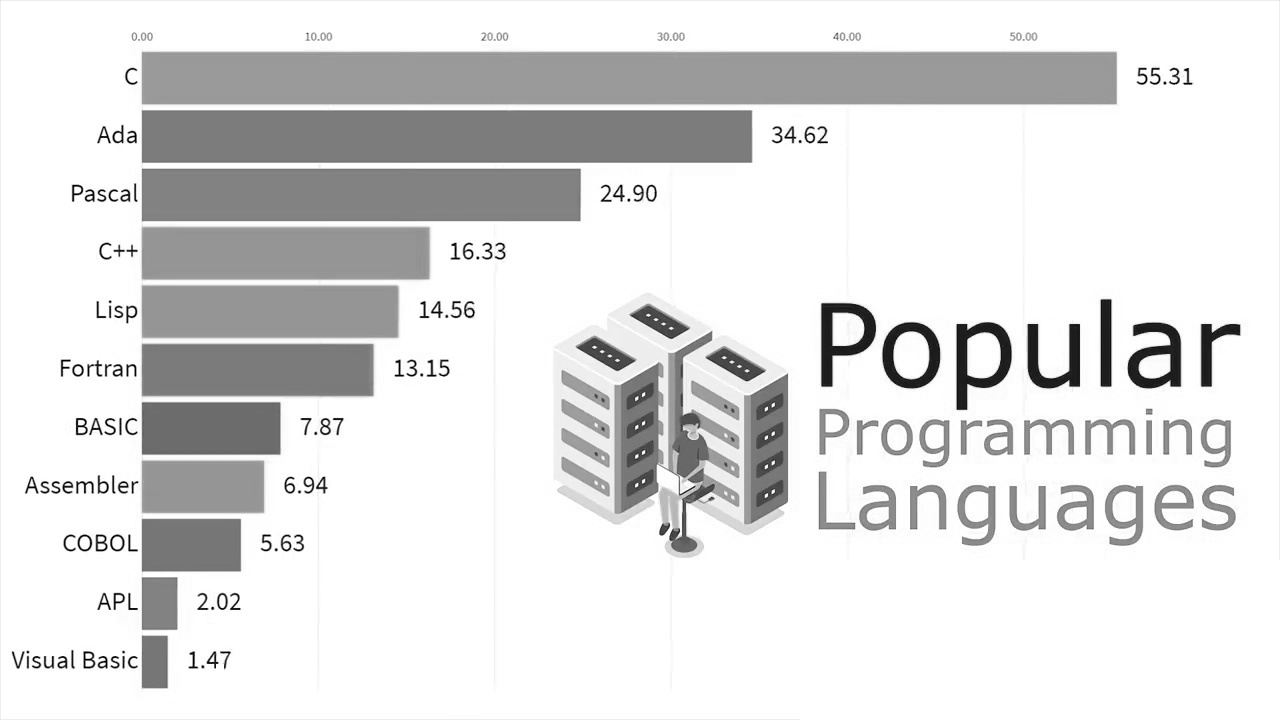 0.00 10.00 20.00 30.00 40.00 50.00
C 55.31
Ada 34.62
Pascal 24.90
C++ 16.33
Lisp 14.56
Fortran 13.15
BASIC 7.87
Assembler 6.94
COBOL 5.63
APL 2.02
Visual Basic 1.47
Popular
Programming
Languages